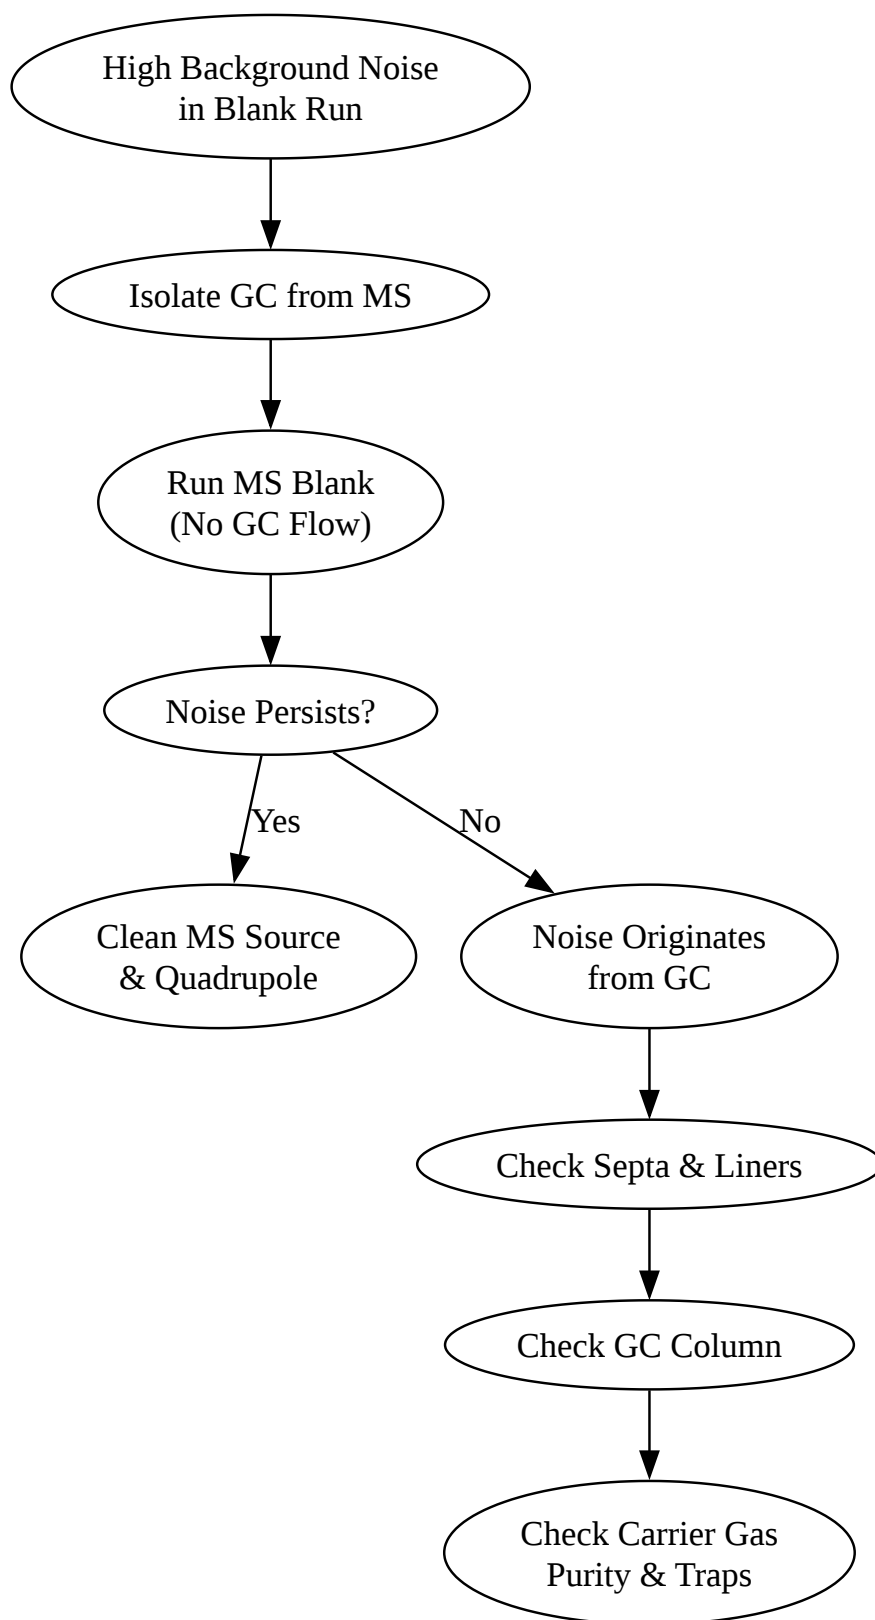 High Background Noise
in Blank Run
Isolate GC from MS
Run MS Blank
(No GC Flow)
Noise Persists?
Yes
No
Clean MS Source
& Quadrupole
Noise Originates
from GC
Check Septa & Liners
Check GC Column
Check Carrier Gas
Purity & Traps